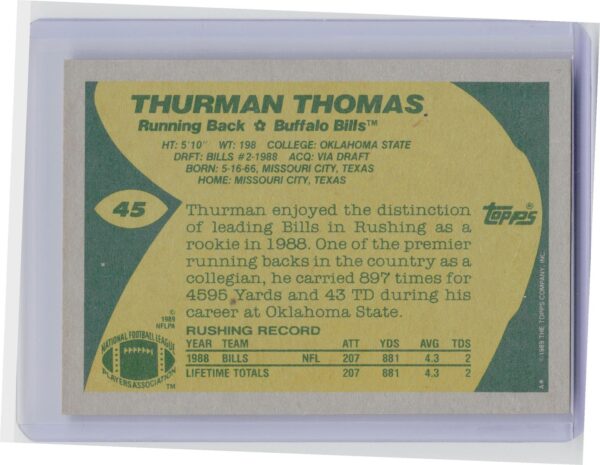 THURMAN THOMAS
Running Back ✩ Buffalo Bills™
HT: 5'10" WT: 198 COLLEGE: OKLAHOMA STATE
DRFT: BILLS #2-1988 ACQ: VIA DRAFT
BORN: 5-16-66, MISSOURI CITY, TEXAS
HOME: MISSOURI CITY, TEXAS
45
Thurman enjoyed the distinction
of leading Bills in Rushing as a
rookie in 1988. One of the premier
running backs in the country as a
collegian, he carried 897 times for
4595 Yards and 43 TD during his
career at Oklahoma State.
TOPPS®
© 1989 NFLPA
NATIONAL FOOTBALL LEAGUE
PLAYERS ASSOCIATION™
RUSHING RECORD
YEAR TEAM ATT YDS AVG TDS
1988 BILLS NFL 207 881 4.3 2
LIFETIME TOTALS 207 881 4.3 2
©1989 THE TOPPS COMPANY, INC.
A*